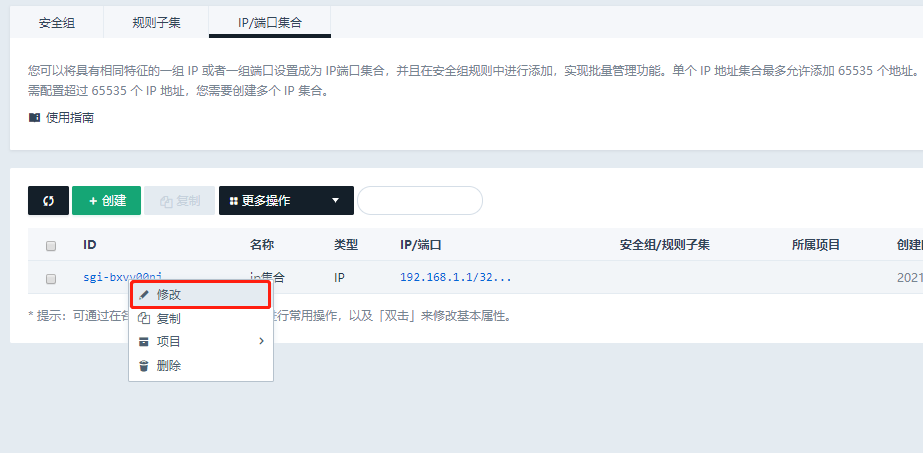 安全组 规则子集 IP/端口集合
您可以将具有相同特征的一组 IP 或者一组端口设置成为 IP端口集合，并且在安全组规则中进行添加，实现批量管理功能。单个 IP 地址集合最多允许添加 65535 个地址。
需配置超过 65535 个 IP 地址，您需要创建多个 IP 集合。
使用指南
+ 创建 复制 更多操作
ID 名称 类型 IP/端口 安全组/规则子集 所属项目
ip集合 IP 192.168.1.1/32... 2021
修改
* 提示：可通过在 行常用操作，以及「双击」来修改基本属性。
复制
项目
删除